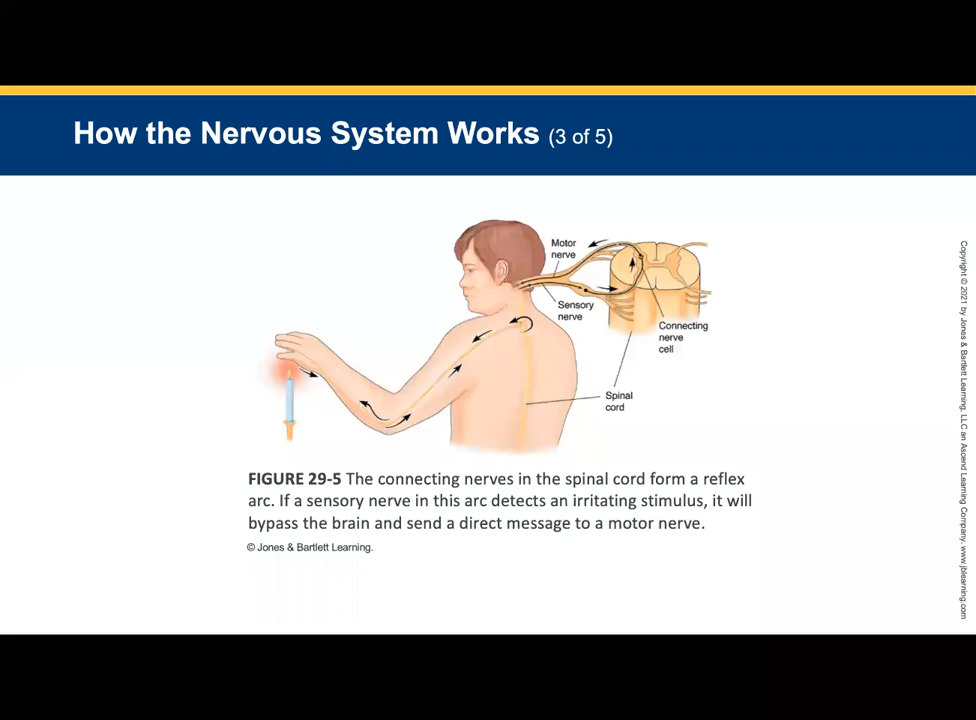 How the Nervous System Works (3 of 5)
Motor
nerve
Sensory
nerve
Connecting
nerve
cell
Spinal
cord
FIGURE 29-5 The connecting nerves in the spinal cord form a reflex
arc. If a sensory nerve in this arc detects an irritating stimulus, it will
bypass the brain and send a direct message to a motor nerve.
© Jones & Bartlett Learning.
Copyright © 2021 by Jones & Bartlett Learning, LLC an Ascend Learning Company. www.jblearning.com